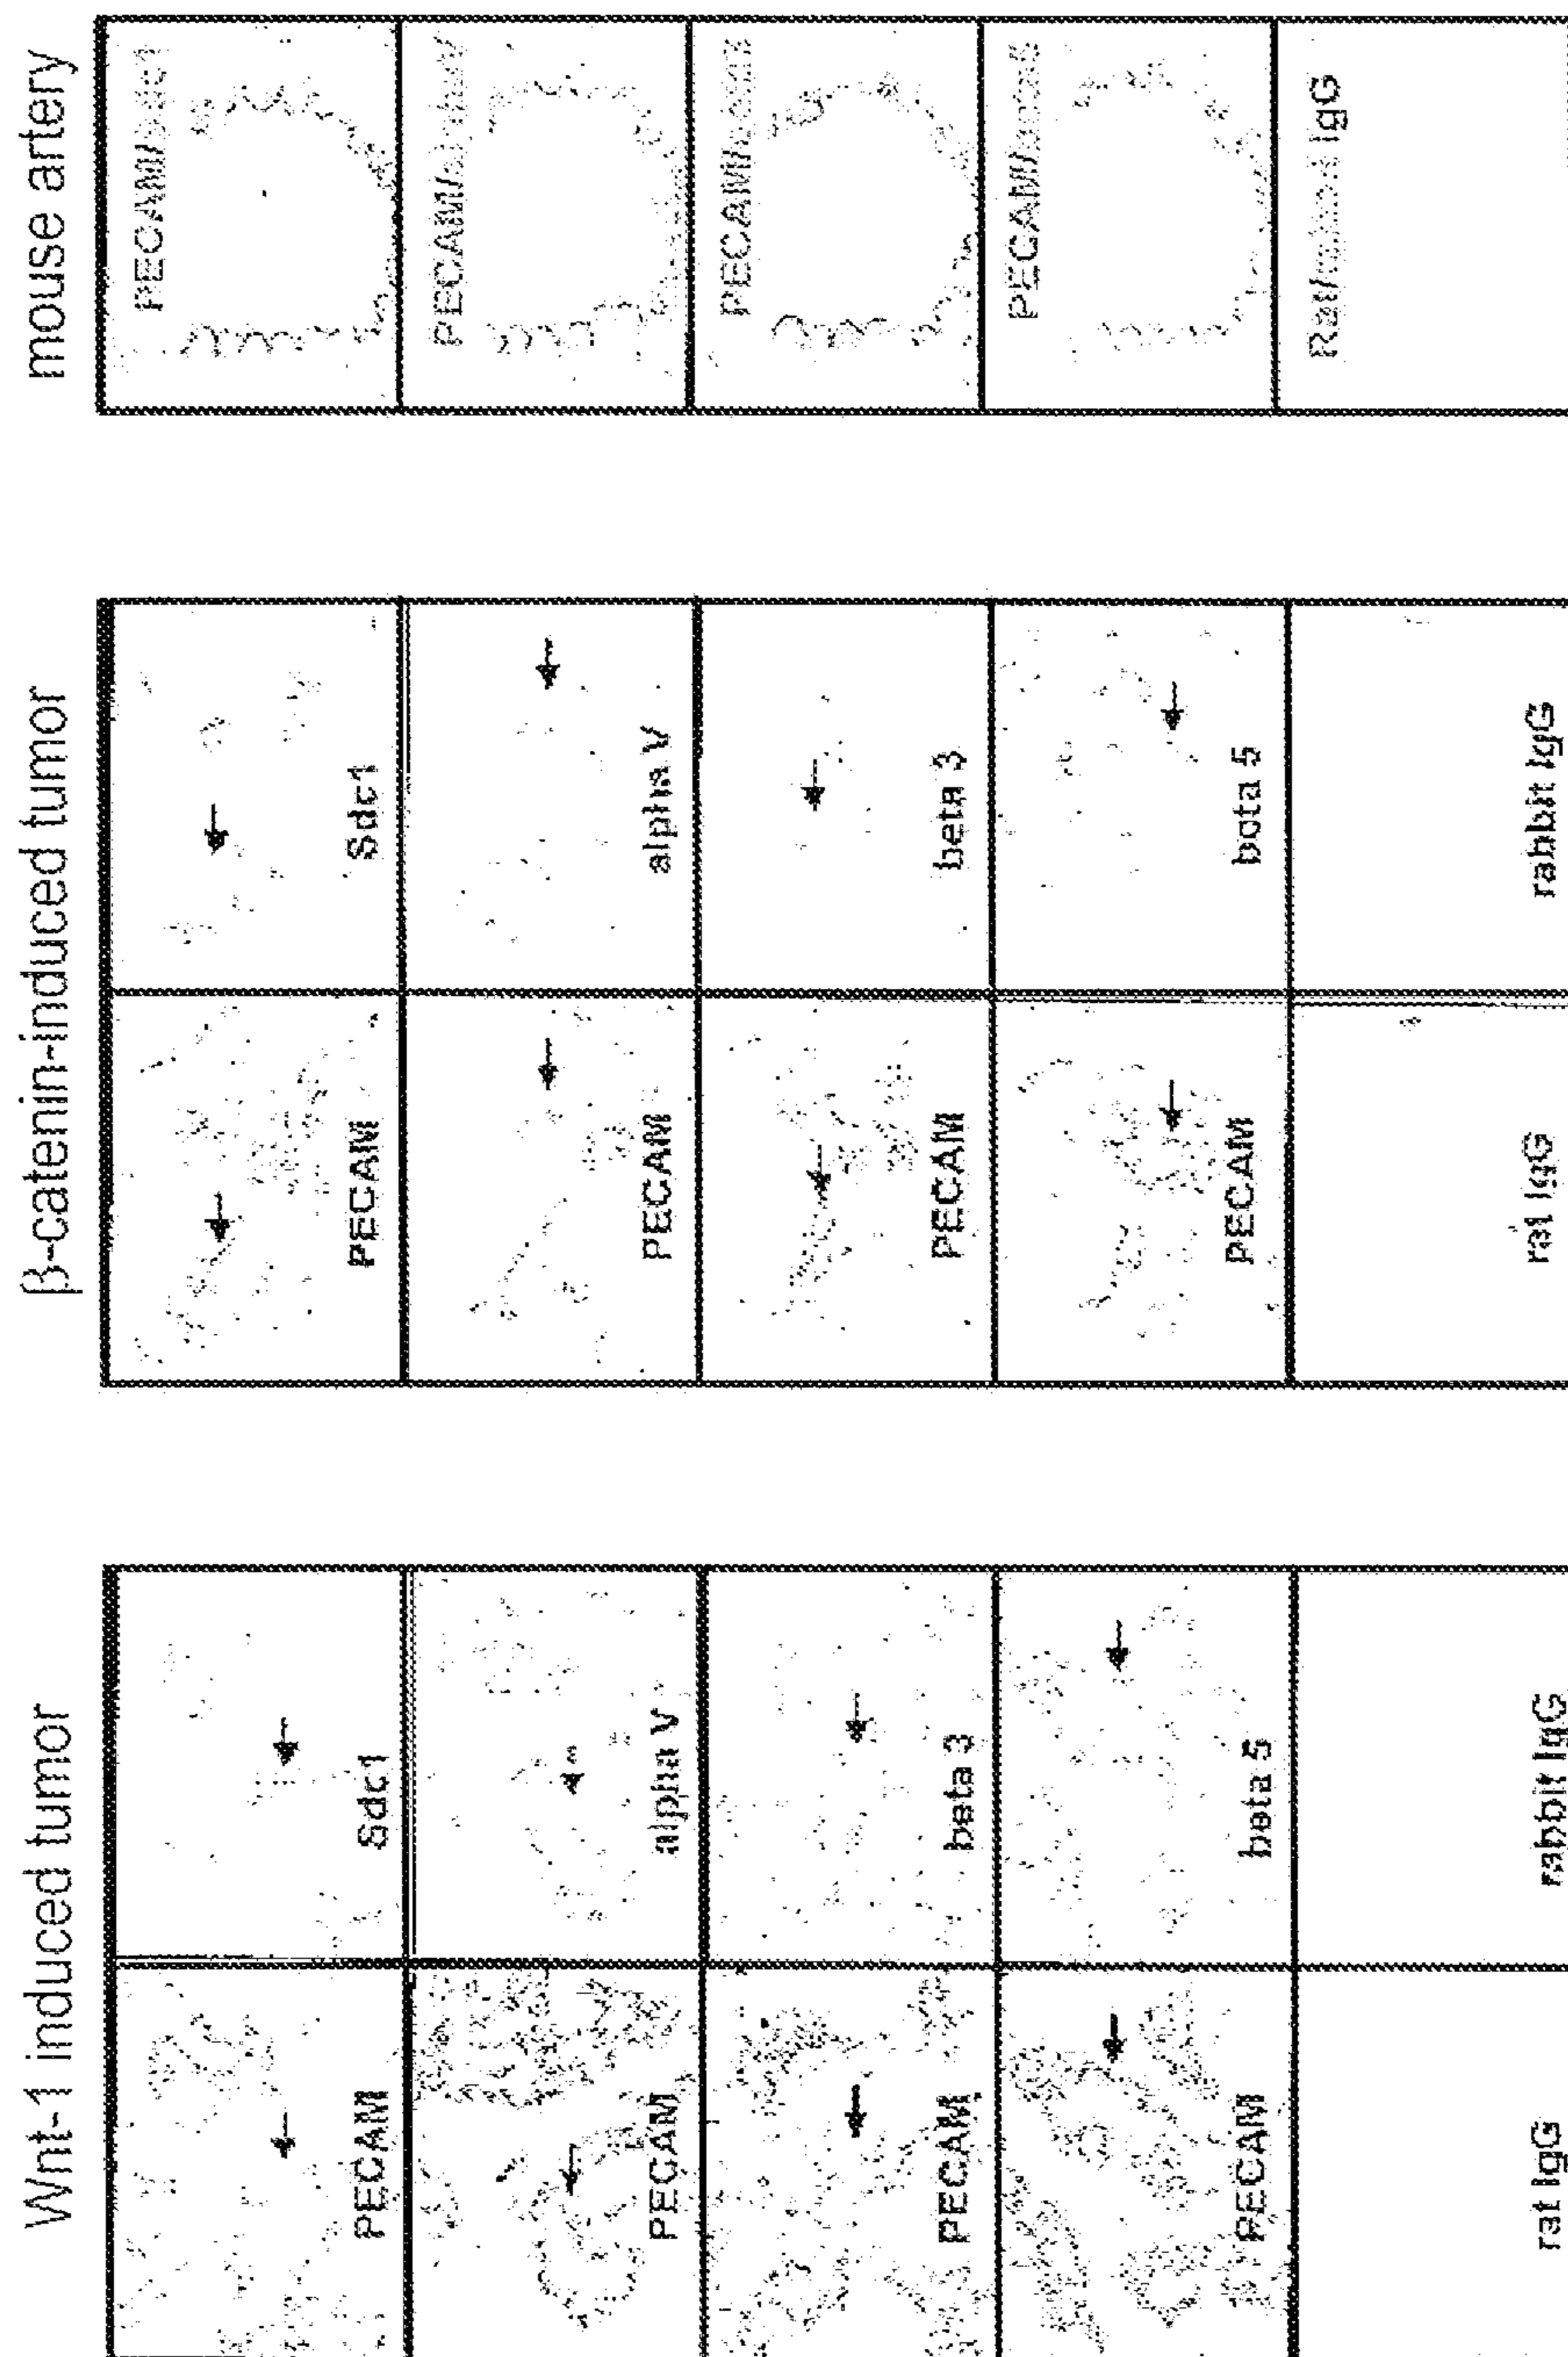 Wnt-1 induced tumor
PECAM
Sdc1
PECAM
alpha V
PECAM
beta 3
PECAM
beta 5
rat IgG
rabbit IgG
β-catenin-induced tumor
PECAM
Sdc1
PECAM
alpha V
PECAM
beta 3
PECAM
beta 5
rat IgG
rabbit IgG
mouse artery
PECAM/
PECAM/
PECAM/
PECAM/
IgG